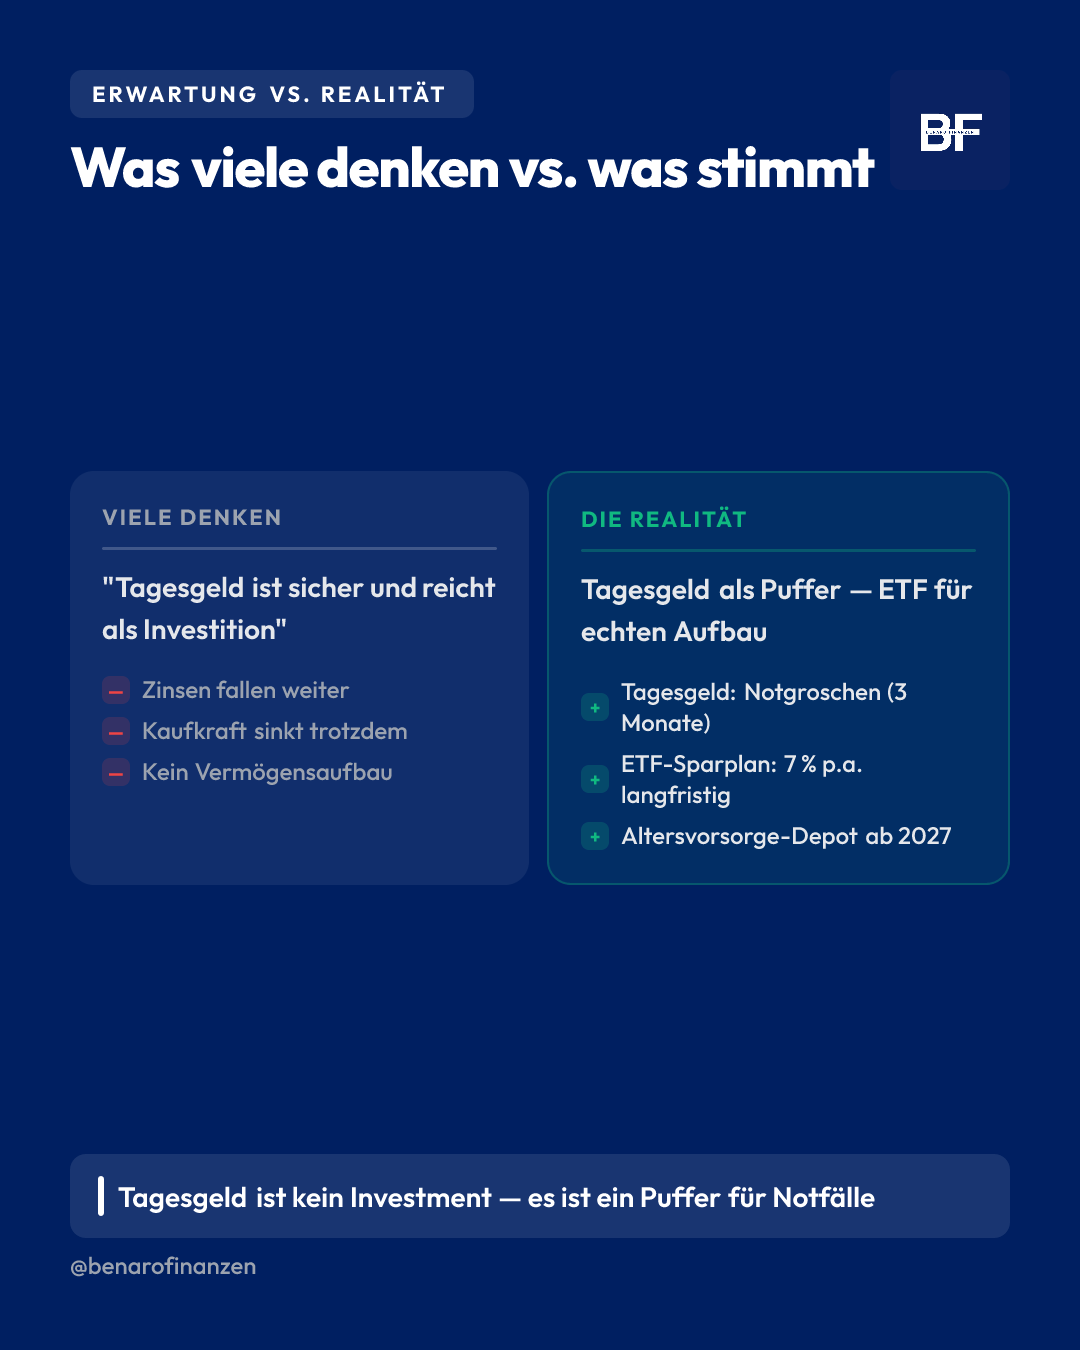 ERWARTUNG VS. REALITÄT
BF
Was viele denken vs. was stimmt
VIELE DENKEN
"Tagesgeld ist sicher und reicht
als Investition"
– Zinsen fallen weiter
– Kaufkraft sinkt trotzdem
– Kein Vermögensaufbau
DIE REALITÄT
Tagesgeld als Puffer — ETF für
echten Aufbau
+ Tagesgeld: Notgroschen (3
Monate)
+ ETF-Sparplan: 7 % p.a.
langfristig
+ Altersvorsorge-Depot ab 2027
Tagesgeld ist kein Investment — es ist ein Puffer für Notfälle
@benarofinanzen